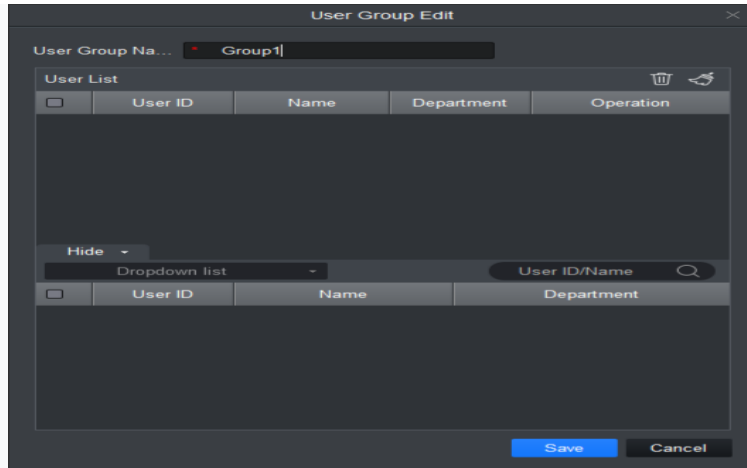 User Group Edit
User Group Na... * Group1
User List
User ID Name Department Operation
Hide
Dropdown list User ID/Name
User ID Name Department
Save Cancel